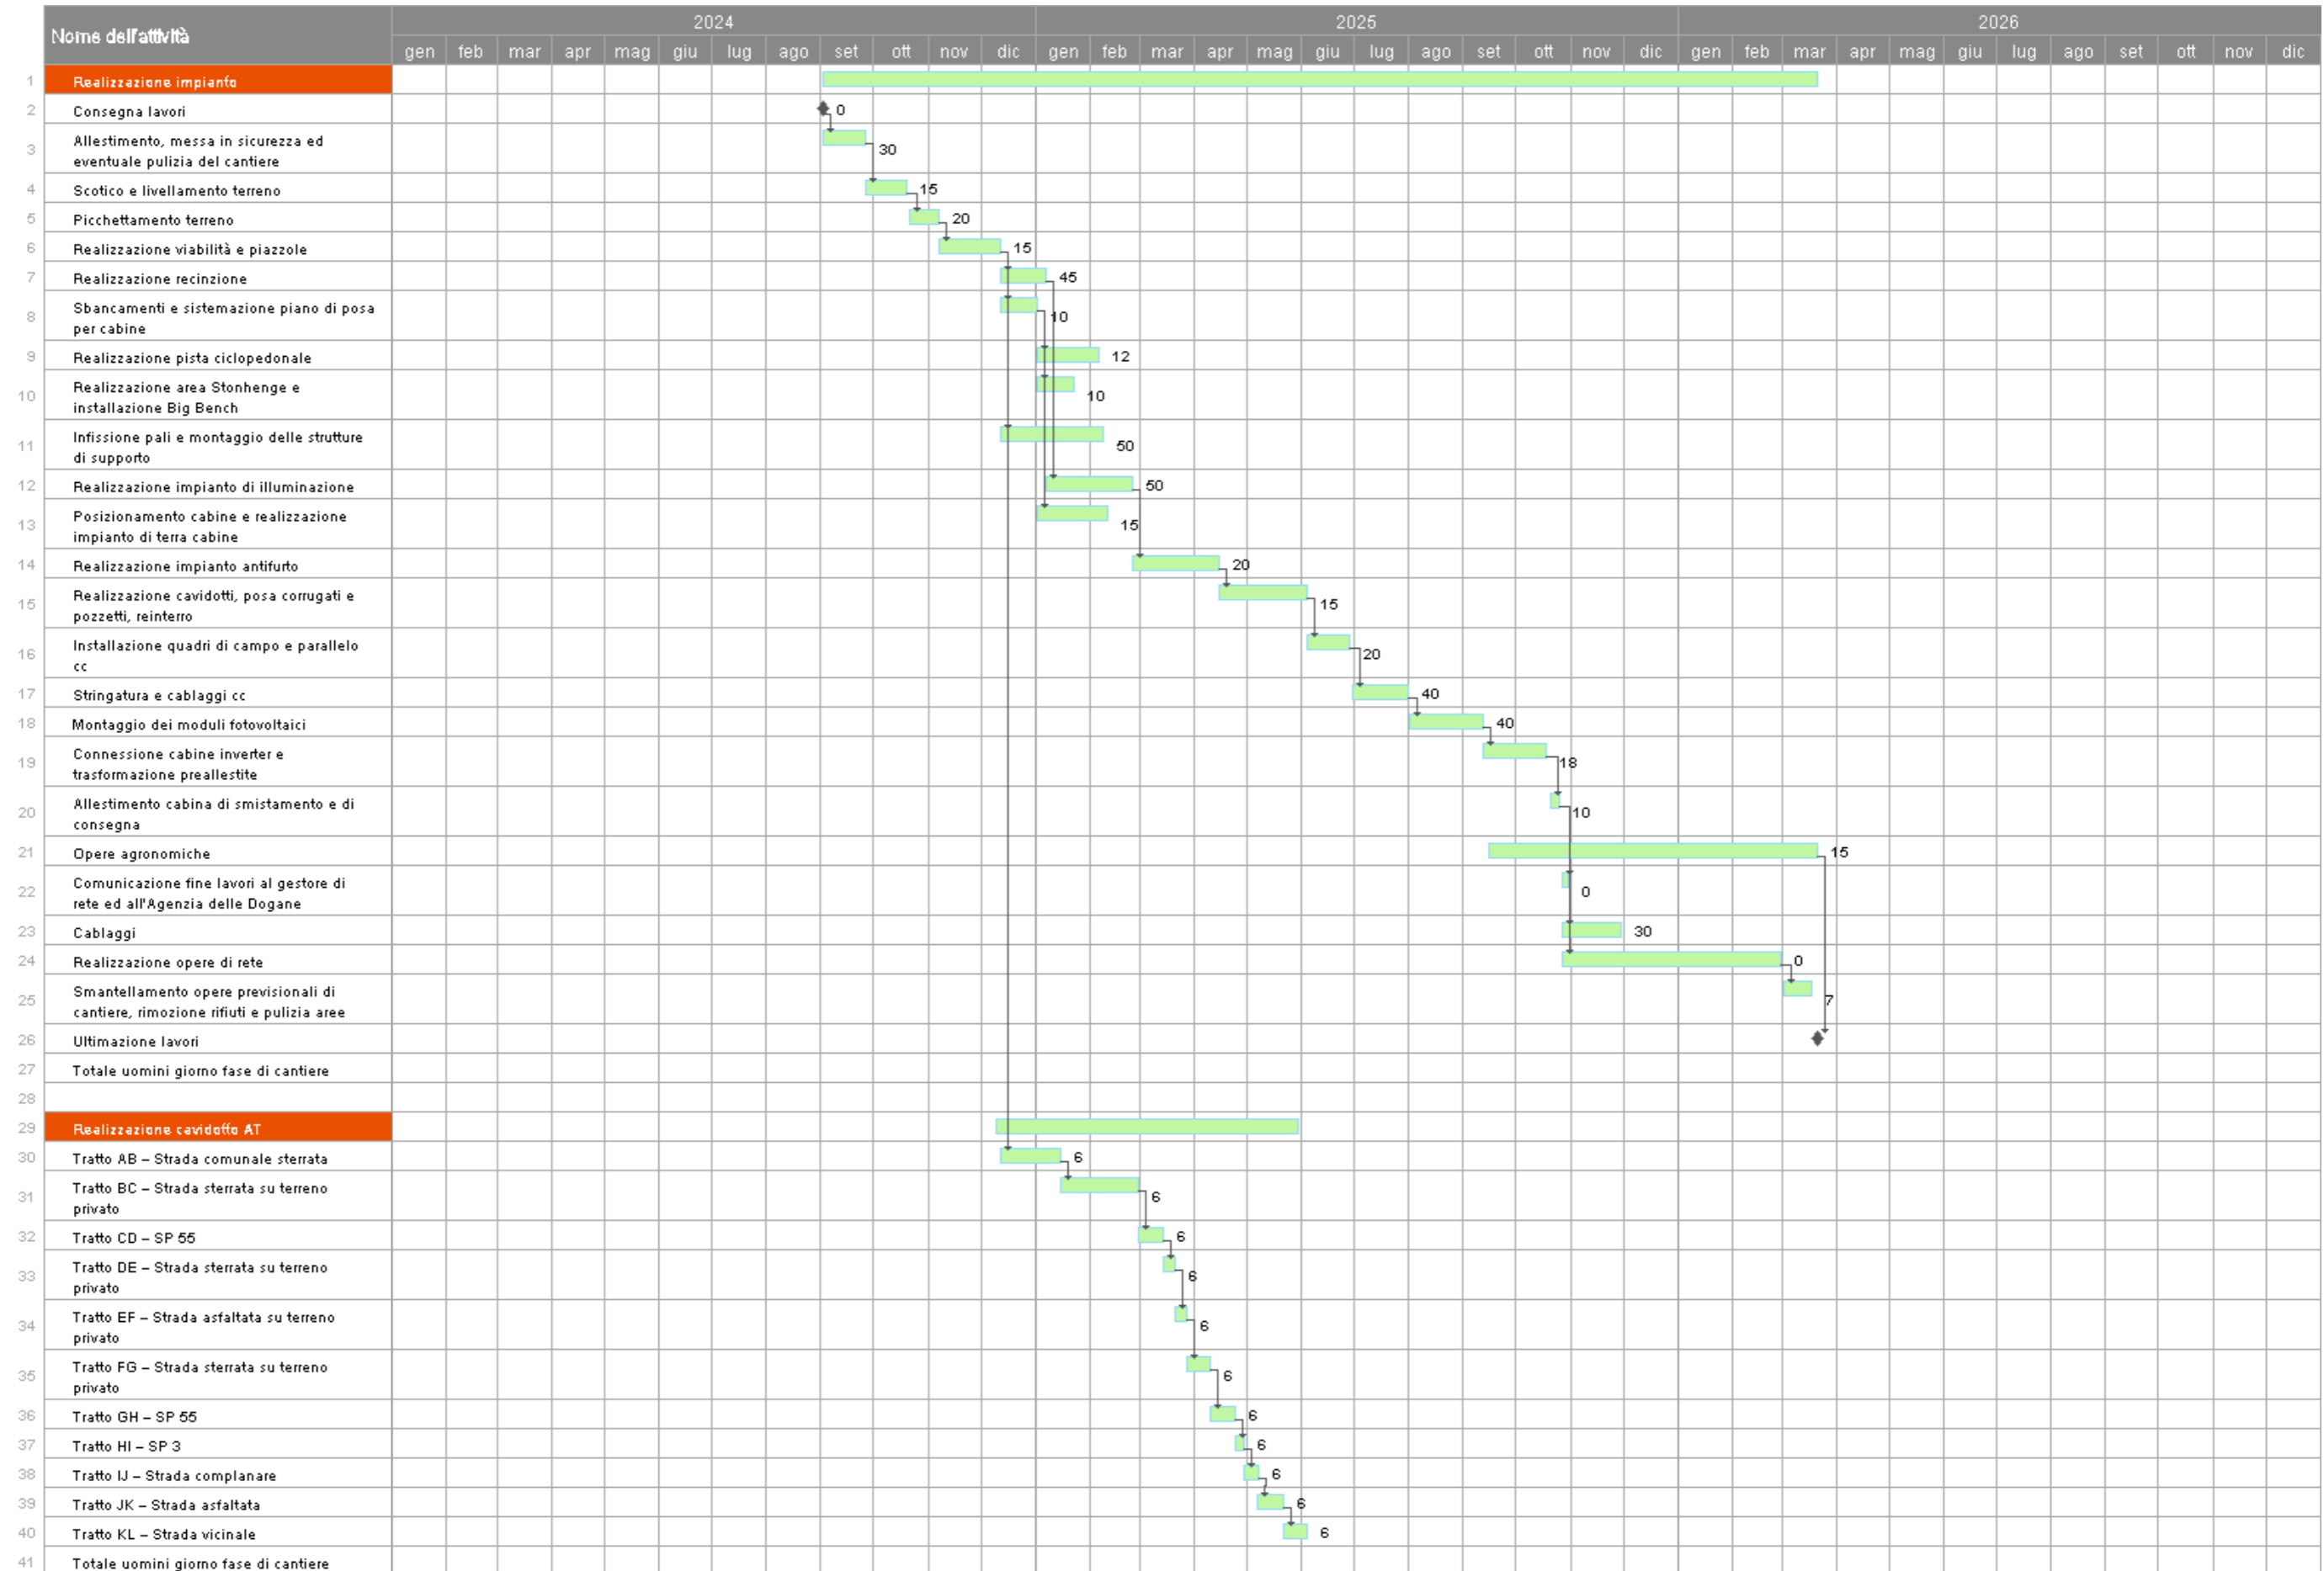 Nome dell'attività
2024 2025 2026
gen feb mar apr mag giu lug ago set ott nov dic gen feb mar apr mag giu lug ago set ott nov dic gen feb mar apr mag giu lug ago set ott nov dic
1 Realizzazione impianto
2 Consegna lavori 0
3 Allestimento, messa in sicurezza ed
eventuale pulizia del cantiere 30
4 Scotico e livellamento terreno 15
5 Picchettamento terreno 20
6 Realizzazione viabilità e piazzole 15
7 Realizzazione recinzione 45
8 Sbancamenti e sistemazione piano di posa
per cabine 10
9 Realizzazione pista ciclopedonale 12
10 Realizzazione area Stonhenge e
installazione Big Bench 10
11 Infissione pali e montaggio delle strutture
di supporto 50
12 Realizzazione impianto di illuminazione 50
13 Posizionamento cabine e realizzazione
impianto di terra cabine 15
14 Realizzazione impianto antifurto 20
15 Realizzazione cavidotti, posa corrugati e
pozzetti, reinterro 15
16 Installazione quadri di campo e parallelo
cc 20
17 Stringatura e cablaggi cc 40
18 Montaggio dei moduli fotovoltaici 40
19 Connessione cabine inverter e
trasformazione preallestite 18
20 Allestimento cabina di smistamento e di
consegna 10
21 Opere agronomiche 15
22 Comunicazione fine lavori al gestore di
rete ed all'Agenzia delle Dogane 0
23 Cablaggi 30
24 Realizzazione opere di rete 0
25 Smantellamento opere previsionali di
cantiere, rimozione rifiuti e pulizia aree 7
26 Ultimazione lavori
27 Totale uomini giorno fase di cantiere
28
29 Realizzazione cavidotto AT
30 Tratto AB – Strada comunale sterrata 6
31 Tratto BC – Strada sterrata su terreno
privato 6
32 Tratto CD – SP 55 6
33 Tratto DE – Strada sterrata su terreno
privato 6
34 Tratto EF – Strada asfaltata su terreno
privato 6
35 Tratto FG – Strada sterrata su terreno
privato 6
36 Tratto GH – SP 55 6
37 Tratto HI – SP 3 6
38 Tratto IJ – Strada complanare 6
39 Tratto JK – Strada asfaltata 6
40 Tratto KL – Strada vicinale 6
41 Totale uomini giorno fase di cantiere